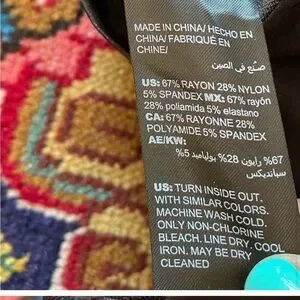 MADE IN CHINA/ HECHO EN
CHINA/ FABRIQUÉ EN
CHINE/
صنع في الصين
US: 67% RAYON 28% NYLON
5% SPANDEX MX: 67% rayón
28% poliamida 5% elastano
CA: 67% RAYONNE 28%
POLYAMIDE 5% SPANDEX
AE/KW:
67% رايون 28% بولياميد 5%
سبانديكس
US: TURN INSIDE OUT.
WITH SIMILAR COLORS.
MACHINE WASH COLD.
ONLY NON-CHLORINE
BLEACH. LINE DRY. COOL
IRON. MAY BE DRY
CLEANED